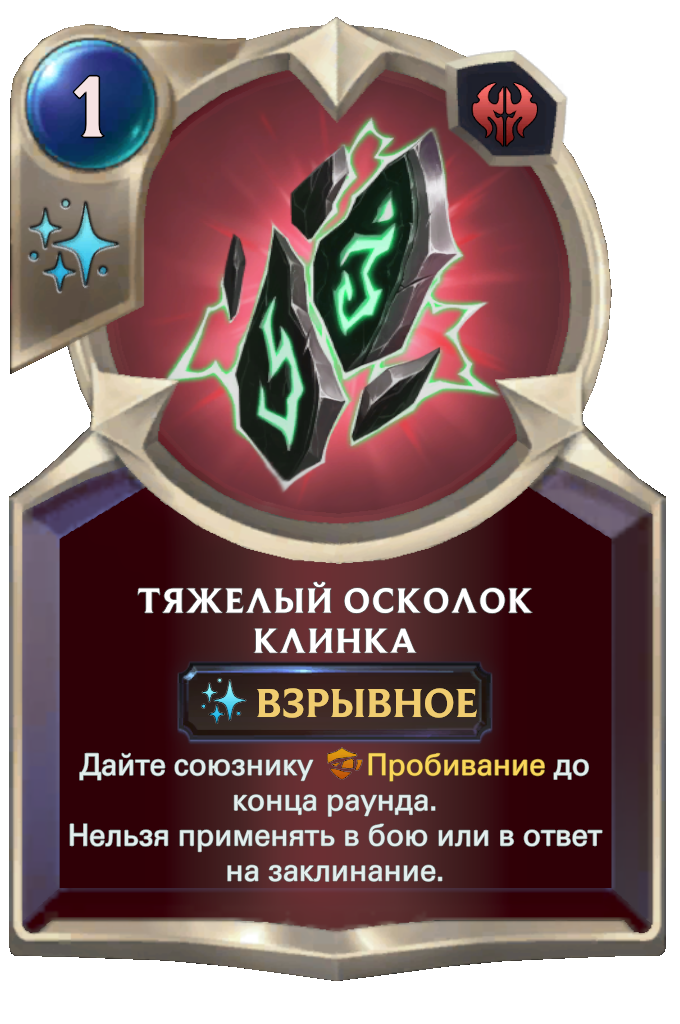 1
ТЯЖЕЛЫЙ ОСКОЛОК
КЛИНКА
ВЗРЫВНОЕ
Дайте союзнику Пробивание до
конца раунда.
Нельзя применять в бою или в ответ
на заклинание.